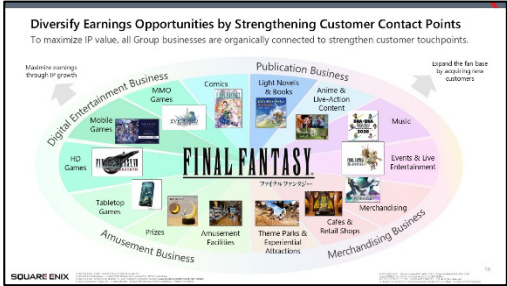 Diversify Earnings Opportunities by Strengthening Customer Contact Points
To maximize IP value, all Group businesses are organically connected to strengthen customer touchpoints.
Maximize earnings
through IP growth
Expand the fan base
by acquiring new
customers
Digital Entertainment Business
Publication Business
MMO
Games
Comics
Light Novels
& Books
Anime &
Live-Action
Content
Mobile
Games
Music
HD
Games
FINAL FANTASY
ファイナルファンタジー
Events & Live
Entertainment
Tabletop
Games
Merchandising
Prizes
Amusement
Facilities
Theme Parks &
Experiential
Attractions
Cafes &
Retail Shops
Amusement Business
Merchandising Business
SQUARE ENIX